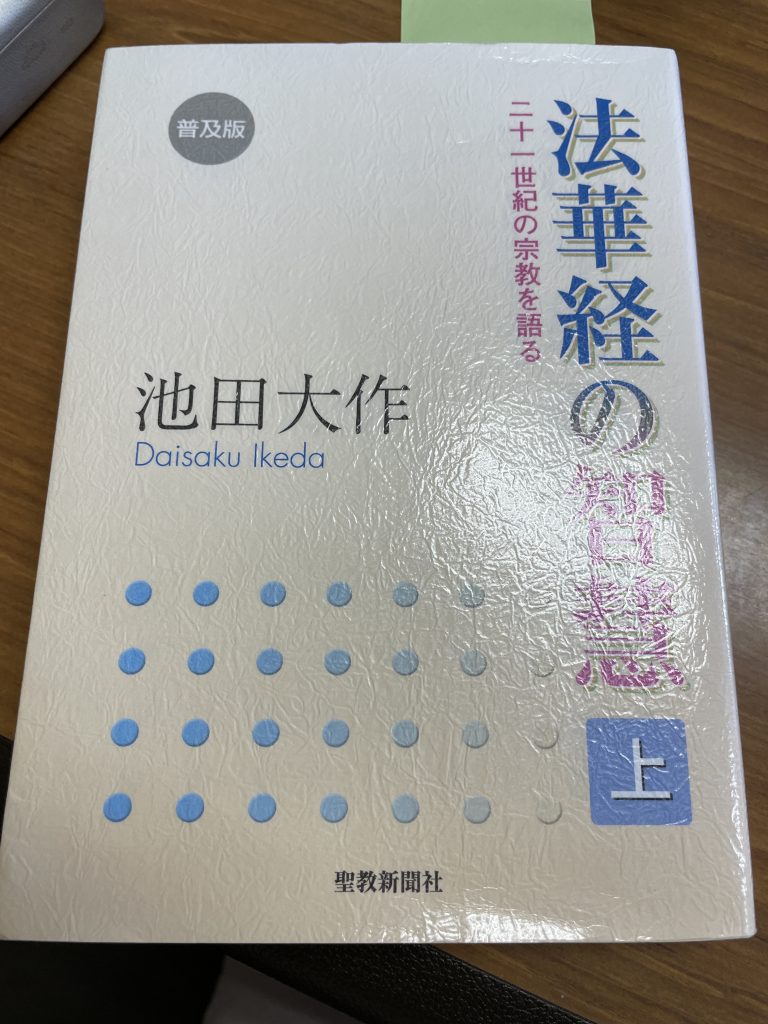 法華経の智慧
二十一世紀の宗教を語る
上
普及版
池田大作
Daisaku Ikeda
聖教新聞社